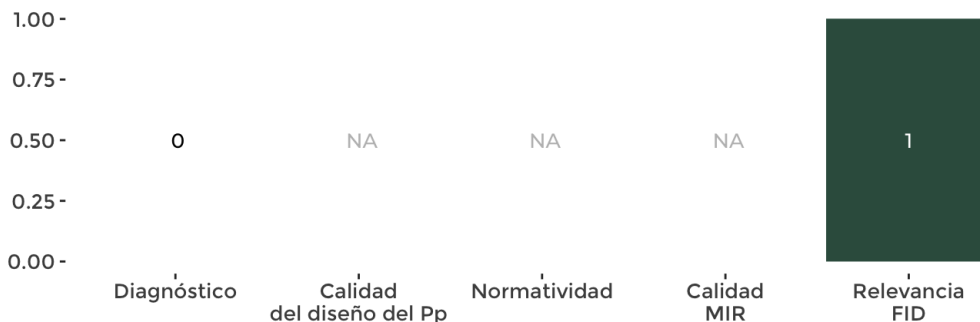 1.00
0.75
0.50
0.25
0.00
0 NA NA NA 1
Diagnóstico Calidad Normatividad Calidad Relevancia
del diseño del Pp MIR FID